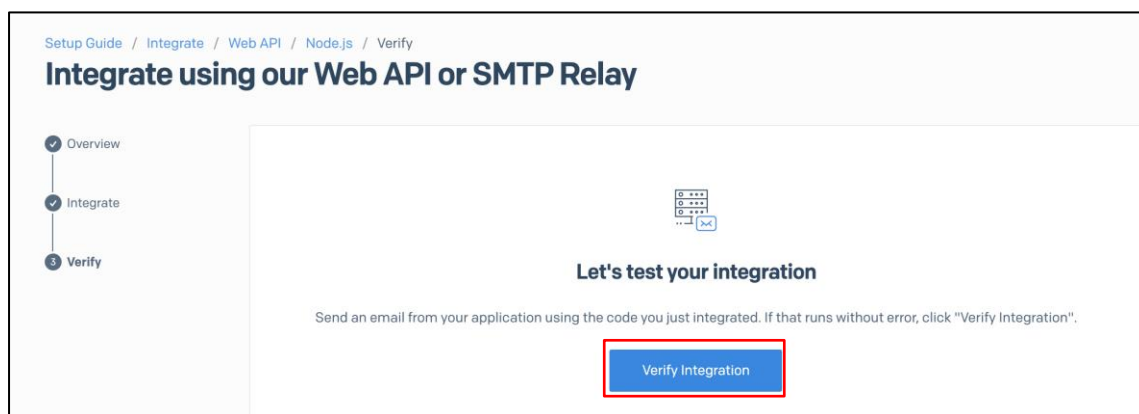 Setup Guide / Integrate / Web API / Node.js / Verify
Integrate using our Web API or SMTP Relay
Overview
Integrate
3 Verify
Let's test your integration
Send an email from your application using the code you just integrated. If that runs without error, click "Verify Integration".
Verify Integration